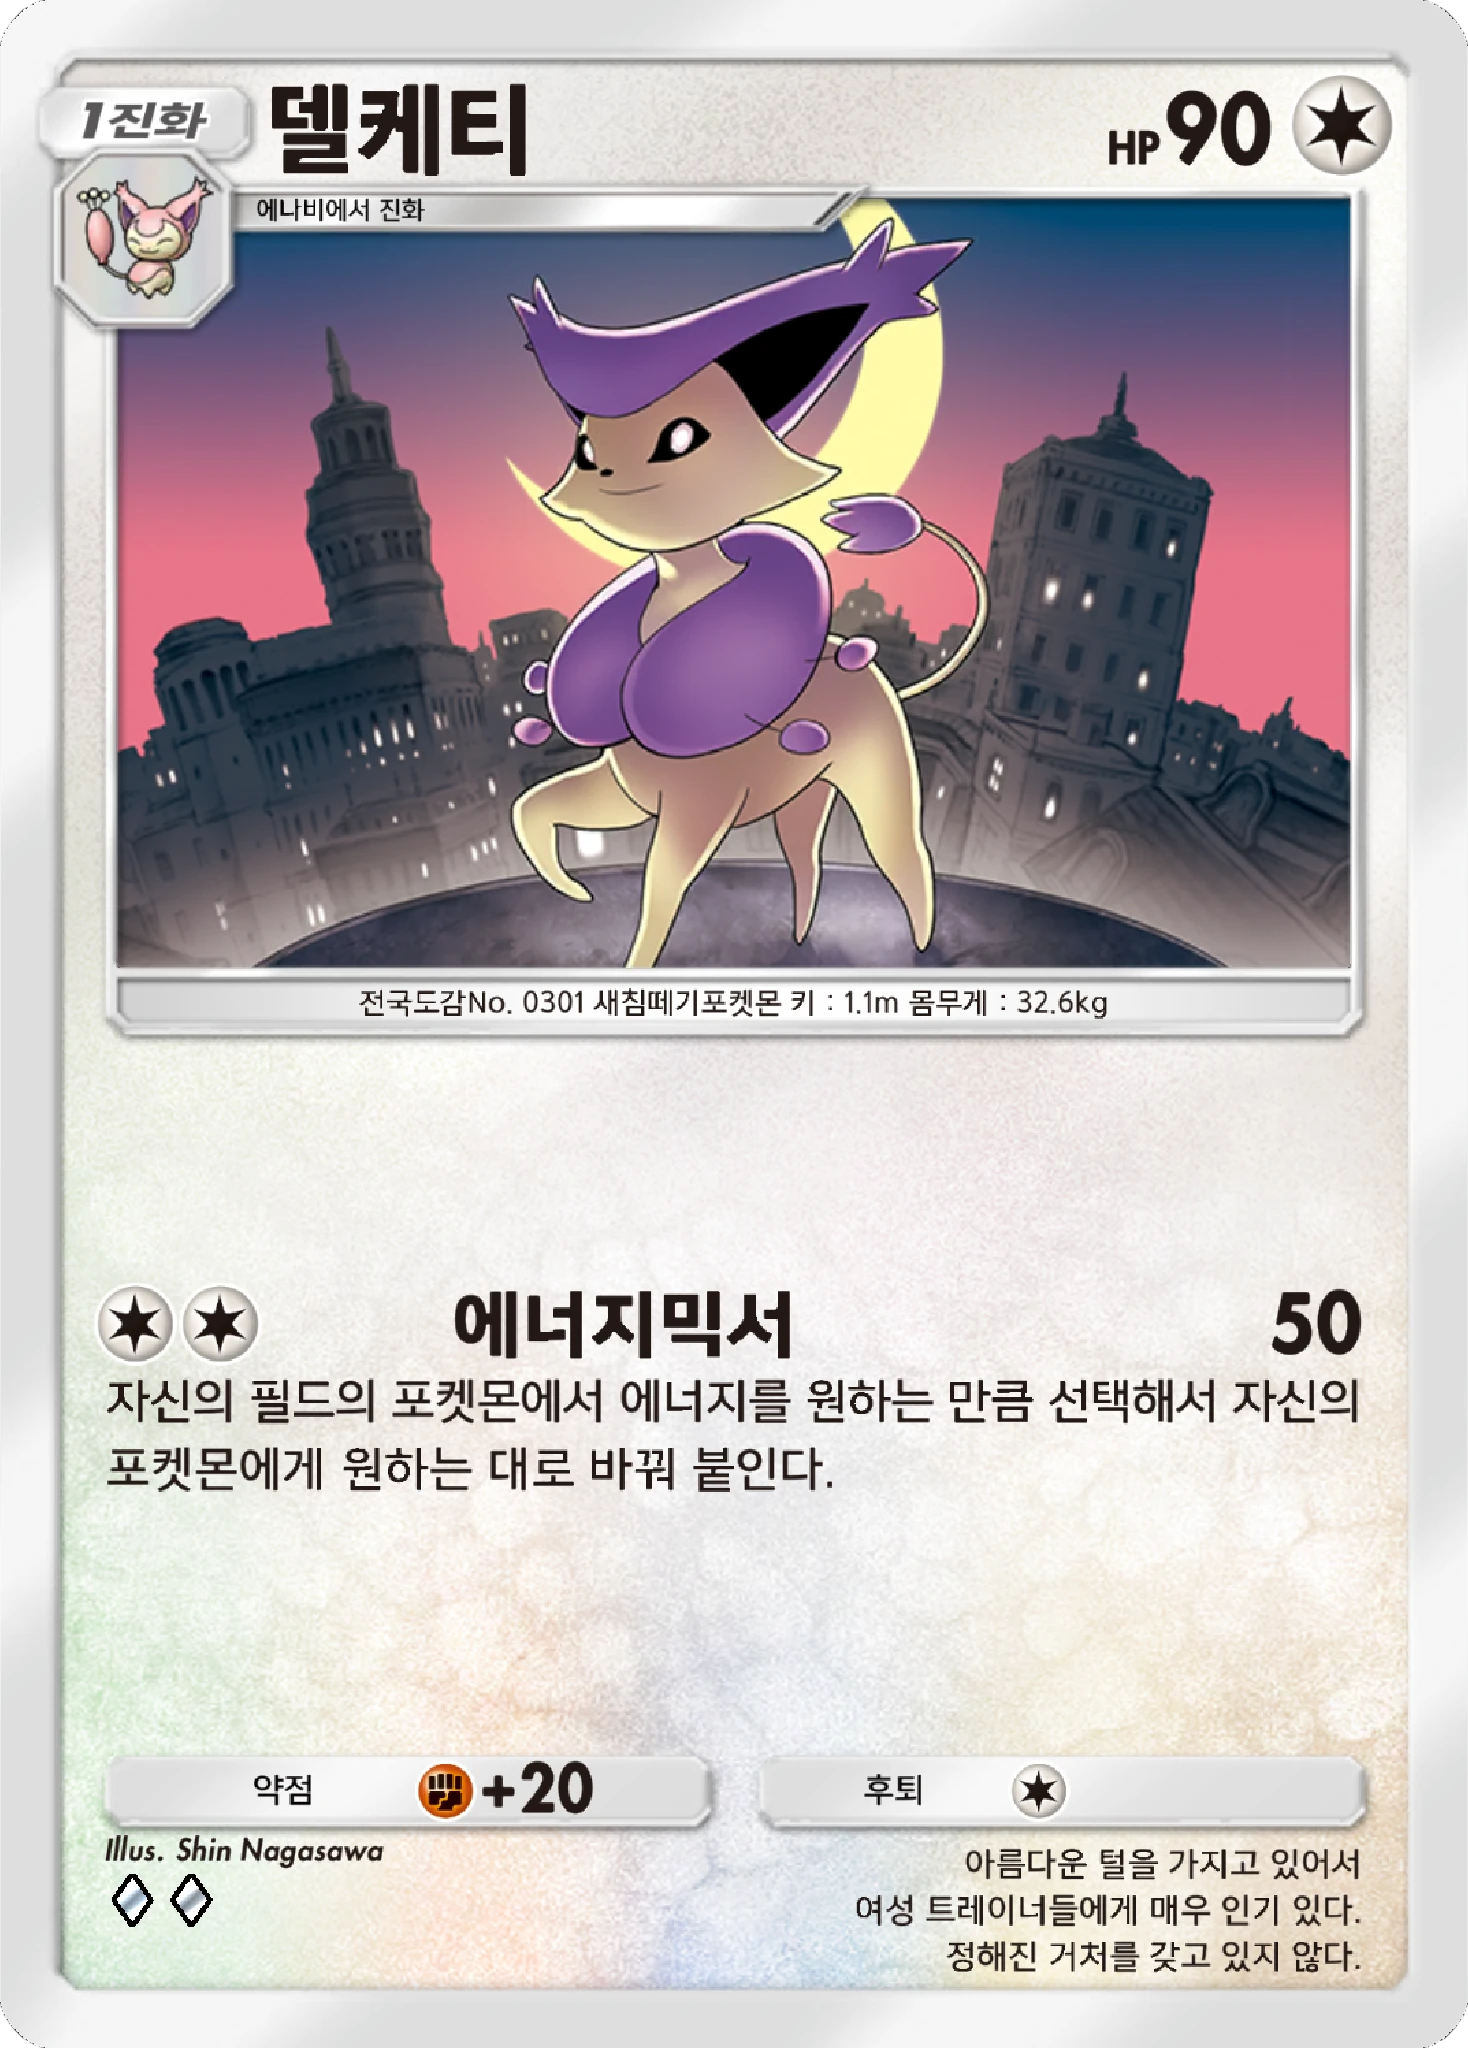 1진화
델케티
HP 90
에나비에서 진화
전국도감No. 0301 새침떼기포켓몬 키 : 1.1m 몸무게 : 32.6kg
에너지믹서 50
자신의 필드의 포켓몬에서 에너지를 원하는 만큼 선택해서 자신의
포켓몬에게 원하는 대로 바꿔 붙인다.
약점 +20
후퇴
Illus. Shin Nagasawa
아름다운 털을 가지고 있어서
여성 트레이너들에게 매우 인기 있다.
정해진 거처를 갖고 있지 않다.